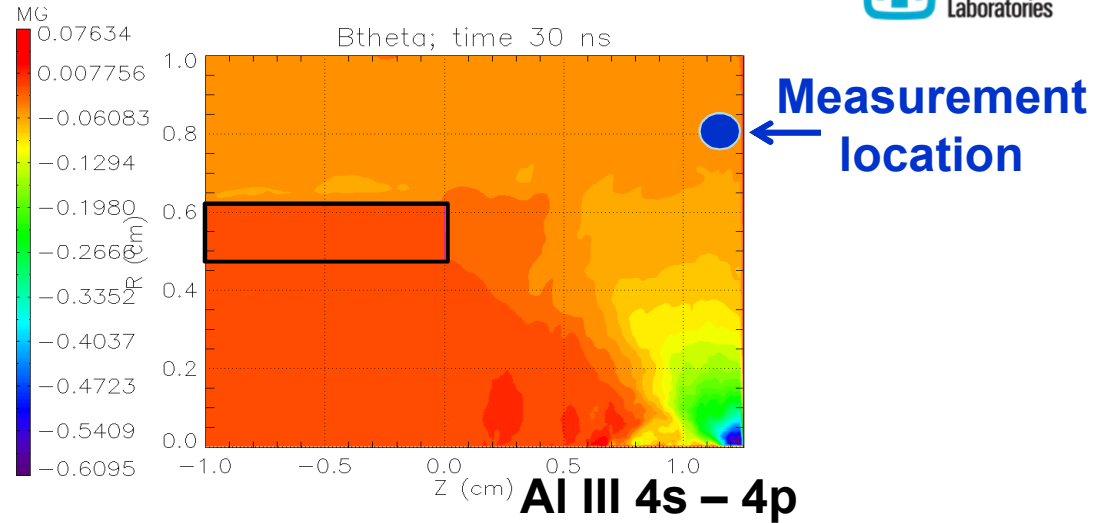 Laboratories
MG
Btheta; time 30 ns
0.07634
0.007756
−0.06083
−0.1294
−0.1980
−0.2666
−0.3352
−0.4037
−0.4723
−0.5409
−0.6095
R (cm)
1.0
0.8
0.6
0.4
0.2
0.0
−1.0 −0.5 0.0 0.5 1.0
Z (cm)
Measurement
location
Al III 4s – 4p